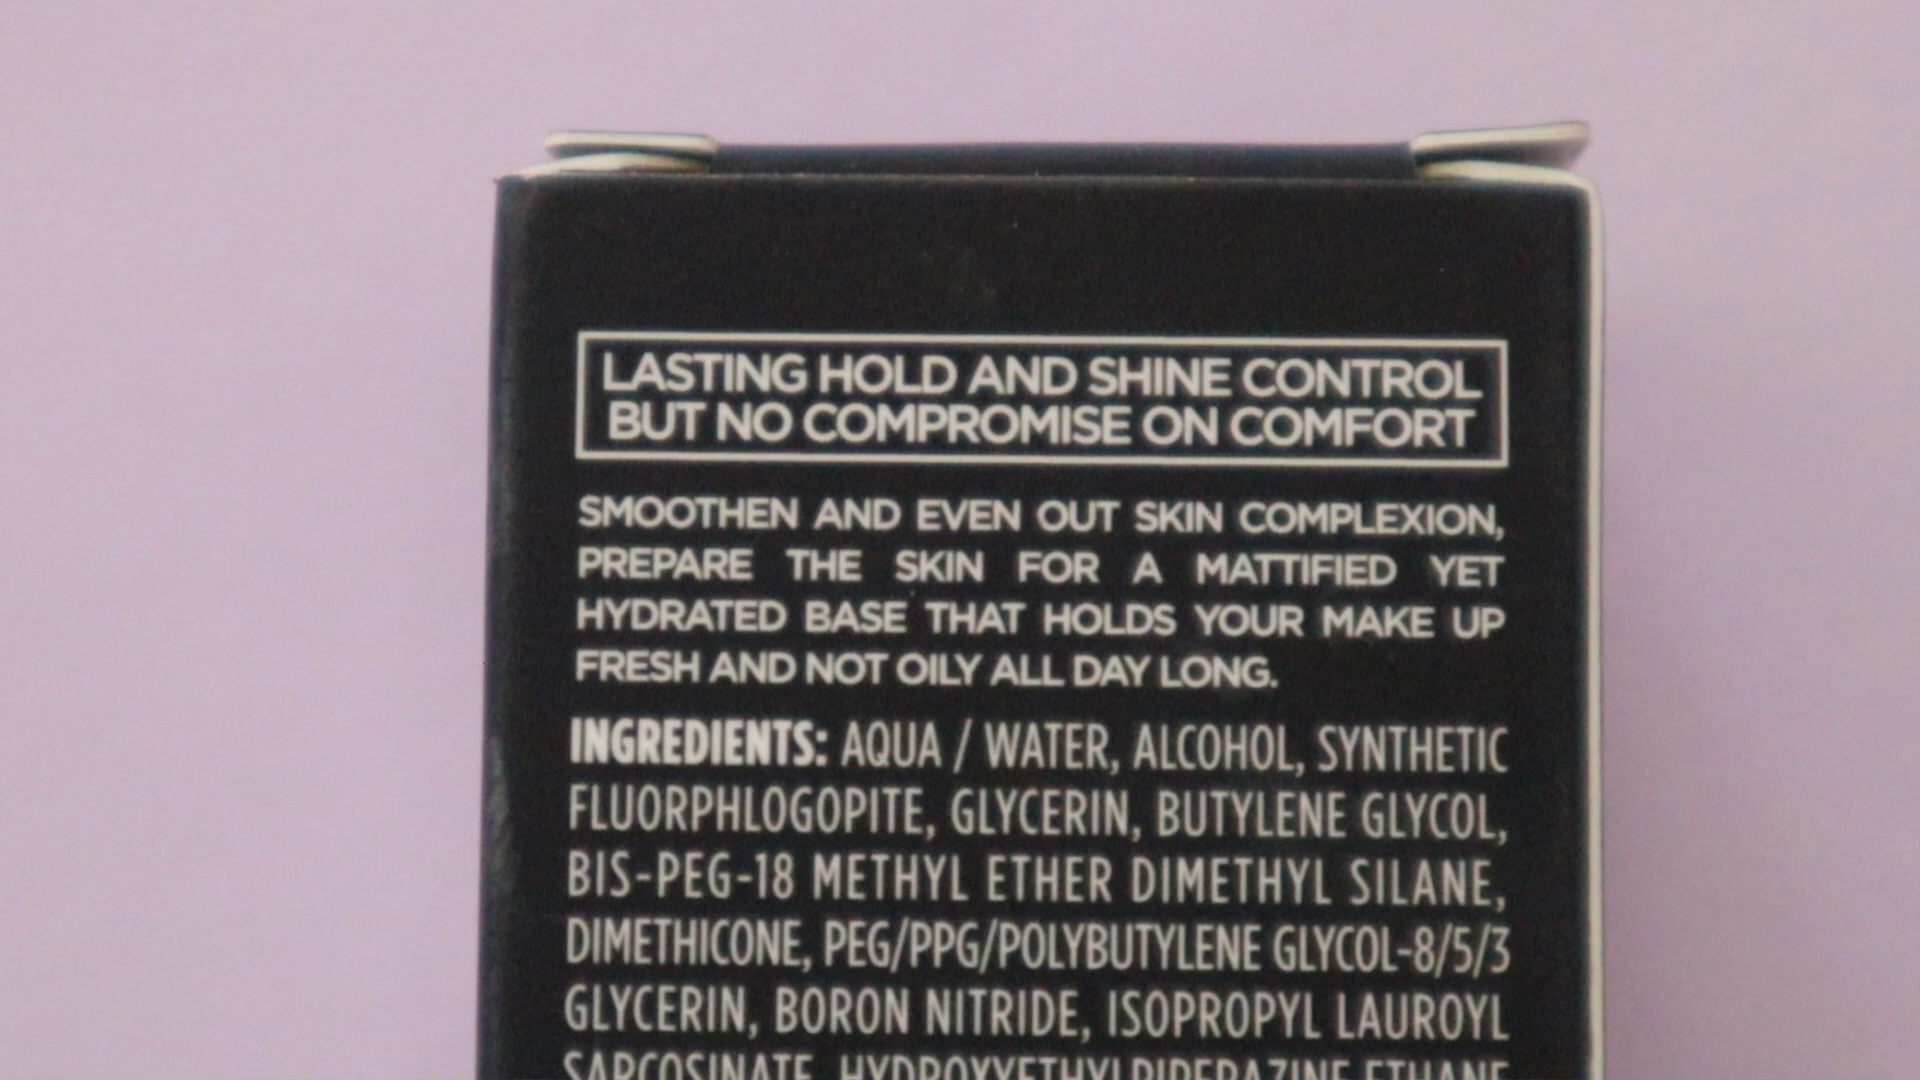 LASTING HOLD AND SHINE CONTROL
BUT NO COMPROMISE ON COMFORT
SMOOTHEN AND EVEN OUT SKIN COMPLEXION,
PREPARE THE SKIN FOR A MATTIFIED YET
HYDRATED BASE THAT HOLDS YOUR MAKE UP
FRESH AND NOT OILY ALL DAY LONG.
INGREDIENTS: AQUA / WATER, ALCOHOL, SYNTHETIC
FLUORPHLOGOPITE, GLYCERIN, BUTYLENE GLYCOL,
BIS-PEG-18 METHYL ETHER DIMETHYL SILANE,
DIMETHICONE, PEG/PPG/POLYBUTYLENE GLYCOL-8/5/3
GLYCERIN, BORON NITRIDE, ISOPROPYL LAUROYL
SARCOSINATE, HYDROXYETHYLPIPERAZINE ETHANE